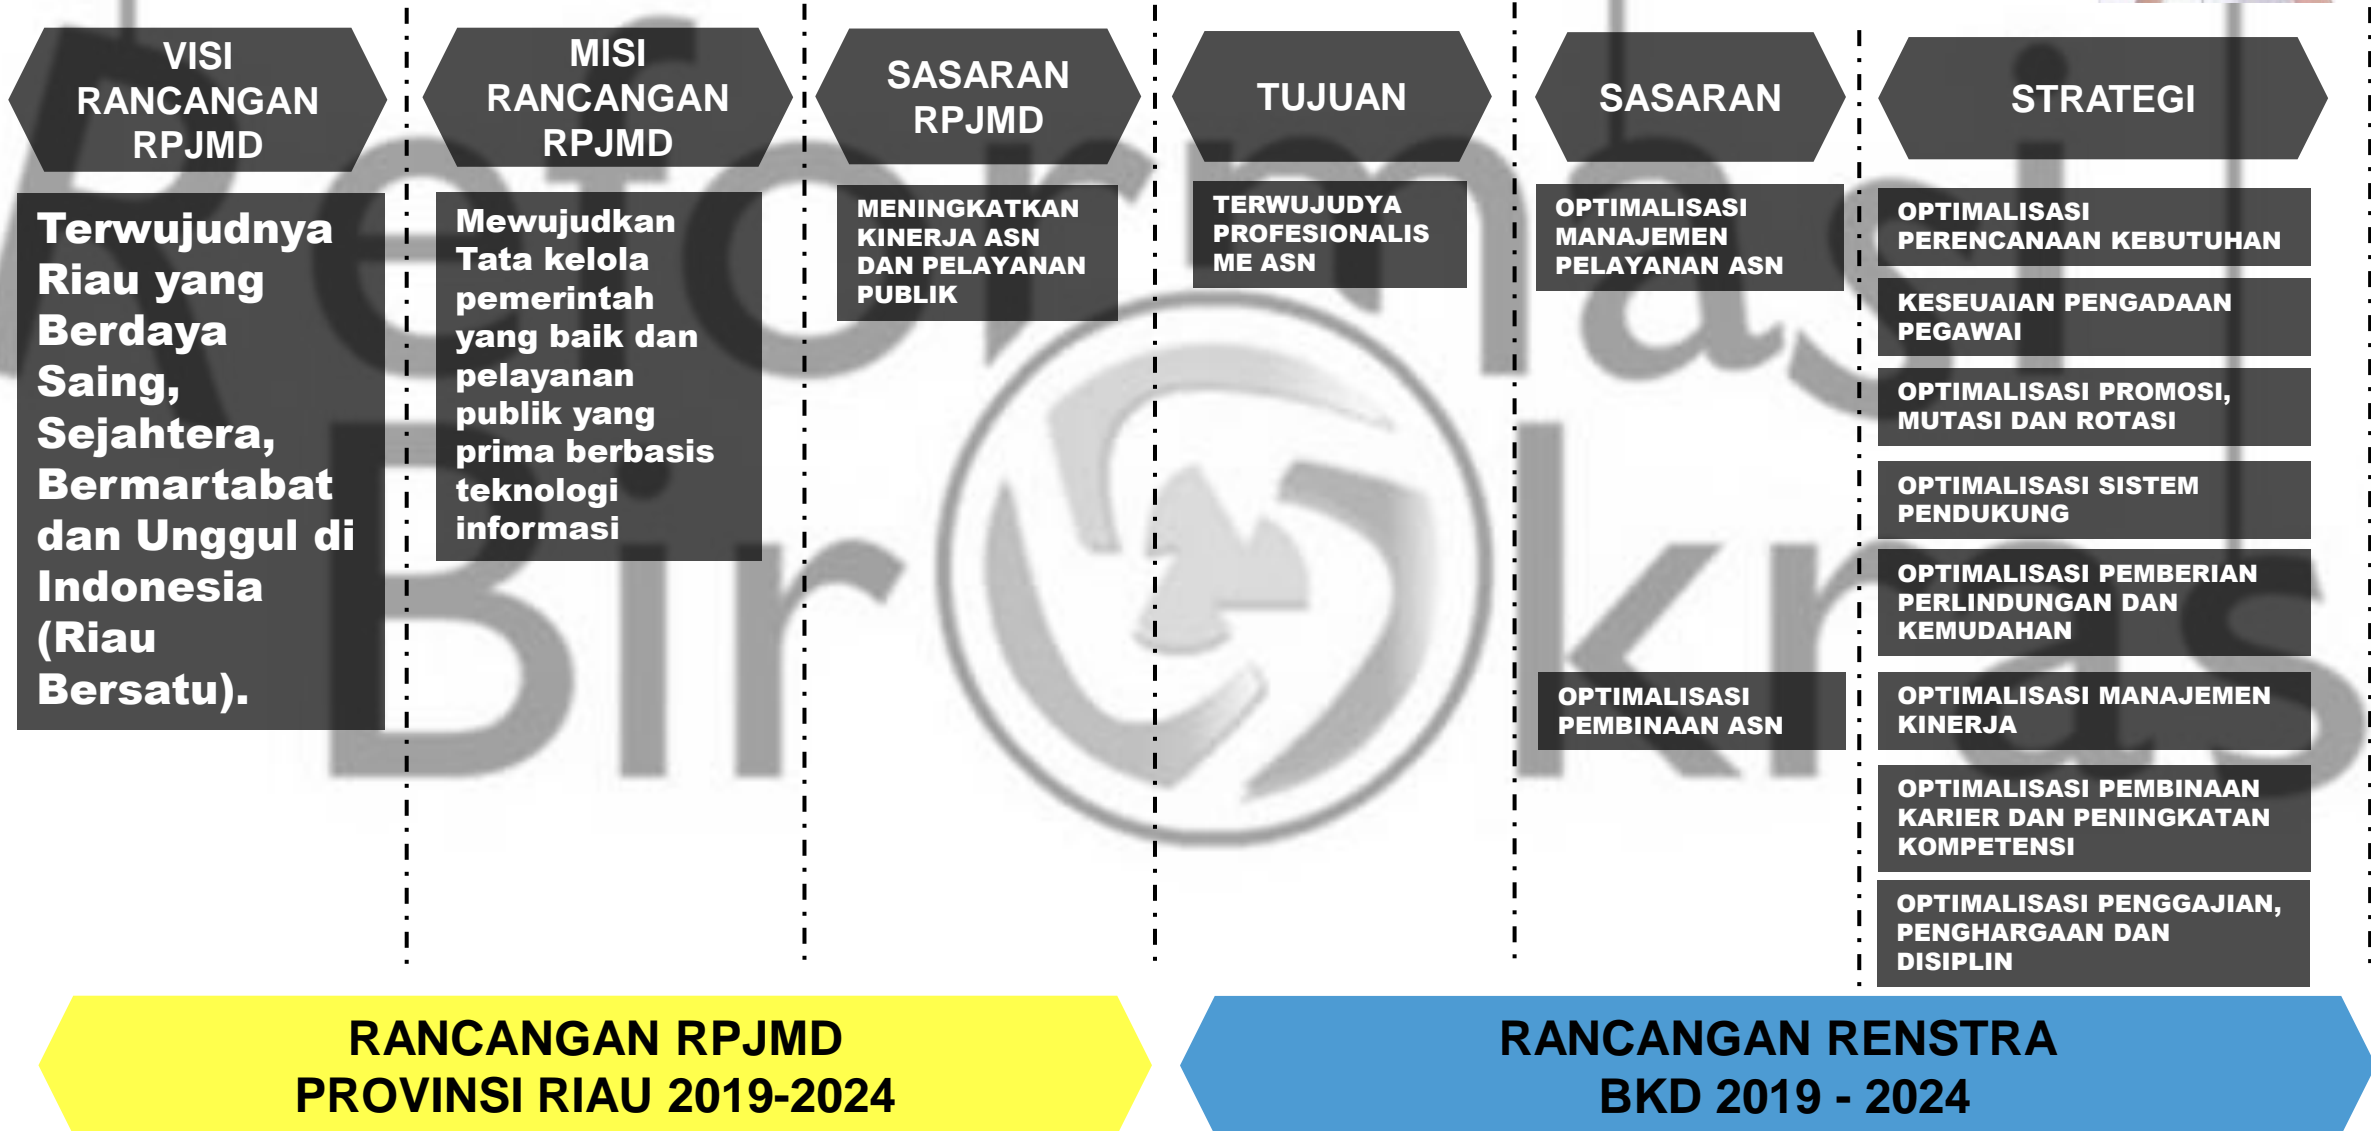 VISI
RANCANGAN
RPJMD
MISI
RANCANGAN
RPJMD
SASARAN
RPJMD
TUJUAN
SASARAN
STRATEGI
Terwujudnya
Riau yang
Berdaya
Saing,
Sejahtera,
Bermartabat
dan Unggul di
Indonesia
(Riau
Bersatu).
Mewujudkan
Tata kelola
pemerintah
yang baik dan
pelayanan
publik yang
prima berbasis
teknologi
informasi
MENINGKATKAN
KINERJA ASN
DAN PELAYANAN
PUBLIK
TERWUJUDYA
PROFESIONALIS
ME ASN
OPTIMALISASI
MANAJEMEN
PELAYANAN ASN
OPTIMALISASI
PEMBINAAN ASN
OPTIMALISASI
PERENCANAAN KEBUTUHAN
KESEUAIAN PENGADAAN
PEGAWAI
OPTIMALISASI PROMOSI,
MUTASI DAN ROTASI
OPTIMALISASI SISTEM
PENDUKUNG
OPTIMALISASI PEMBERIAN
PERLINDUNGAN DAN
KEMUDAHAN
OPTIMALISASI MANAJEMEN
KINERJA
OPTIMALISASI PEMBINAAN
KARIER DAN PENINGKATAN
KOMPETENSI
OPTIMALISASI PENGGAJIAN,
PENGHARGAAN DAN
DISIPLIN
RANCANGAN RPJMD
PROVINSI RIAU 2019-2024
RANCANGAN RENSTRA
BKD 2019 - 2024
Reformasi
Bir kras